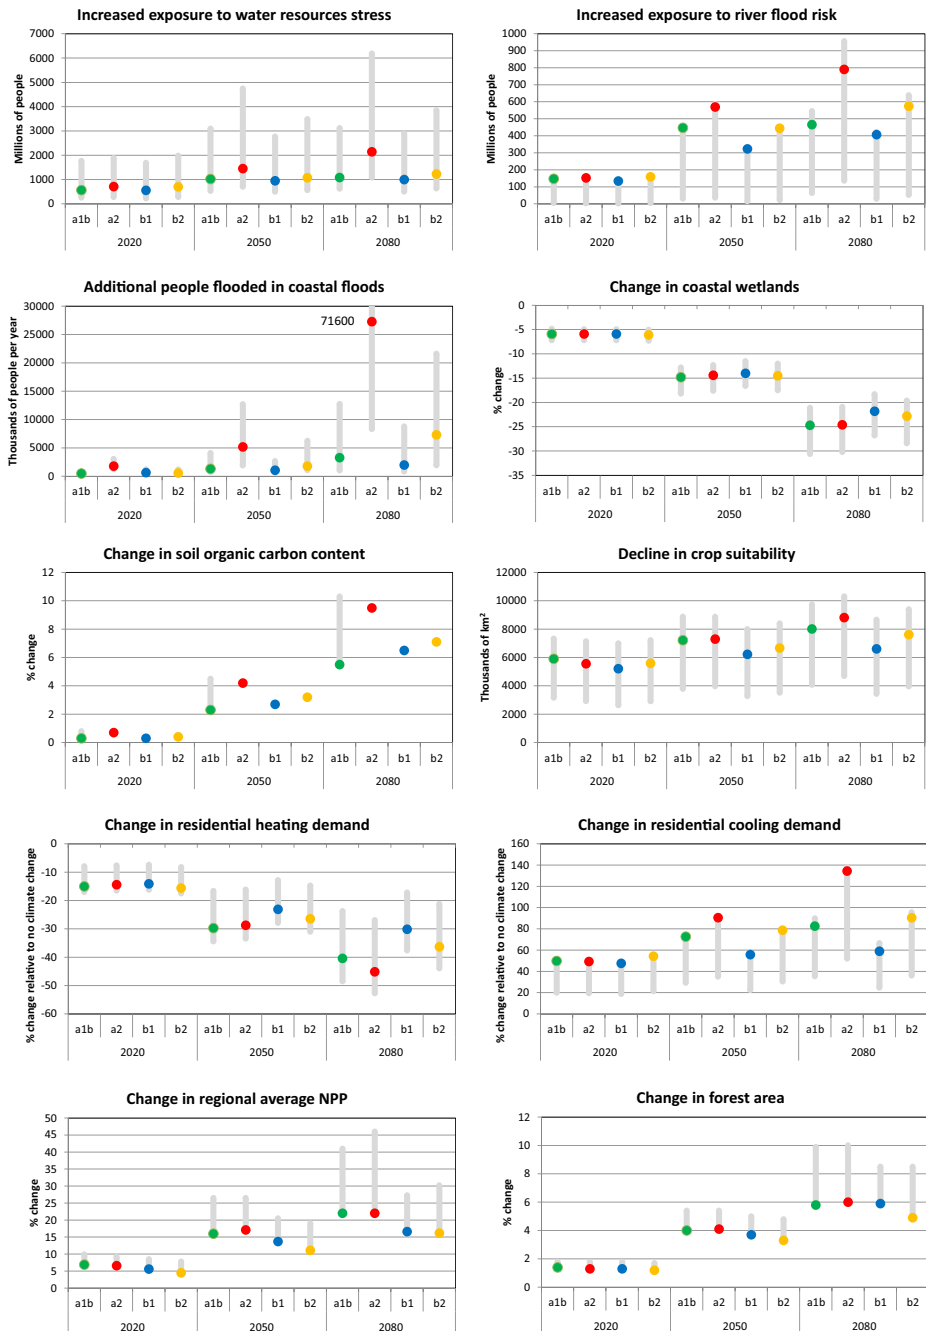 Increased exposure to water resources stress
Millions of people
7000
6000
5000
4000
3000
2000
1000
0
a1b a2 b1 b2 a1b a2 b1 b2 a1b a2 b1 b2
2020 2050 2080
Increased exposure to river flood risk
Millions of people
1000
900
800
700
600
500
400
300
200
100
0
a1b a2 b1 b2 a1b a2 b1 b2 a1b a2 b1 b2
2020 2050 2080
Additional people flooded in coastal floods
Thousands of people per year
30000
25000
20000
15000
10000
5000
0
71600
a1b a2 b1 b2 a1b a2 b1 b2 a1b a2 b1 b2
2020 2050 2080
Change in coastal wetlands
% change
0
-5
-10
-15
-20
-25
-30
-35
a1b a2 b1 b2 a1b a2 b1 b2 a1b a2 b1 b2
2020 2050 2080
Change in soil organic carbon content
% change
12
10
8
6
4
2
0
a1b a2 b1 b2 a1b a2 b1 b2 a1b a2 b1 b2
2020 2050 2080
Decline in crop suitability
Thousands of km²
12000
10000
8000
6000
4000
2000
0
a1b a2 b1 b2 a1b a2 b1 b2 a1b a2 b1 b2
2020 2050 2080
Change in residential heating demand
% change relative to no climate change
0
-10
-20
-30
-40
-50
-60
a1b a2 b1 b2 a1b a2 b1 b2 a1b a2 b1 b2
2020 2050 2080
Change in residential cooling demand
% change relative to no climate change
160
140
120
100
80
60
40
20
0
a1b a2 b1 b2 a1b a2 b1 b2 a1b a2 b1 b2
2020 2050 2080
Change in regional average NPP
% change
50
45
40
35
30
25
20
15
10
5
0
a1b a2 b1 b2 a1b a2 b1 b2 a1b a2 b1 b2
2020 2050 2080
Change in forest area
% change
12
10
8
6
4
2
0
a1b a2 b1 b2 a1b a2 b1 b2 a1b a2 b1 b2
2020 2050 2080